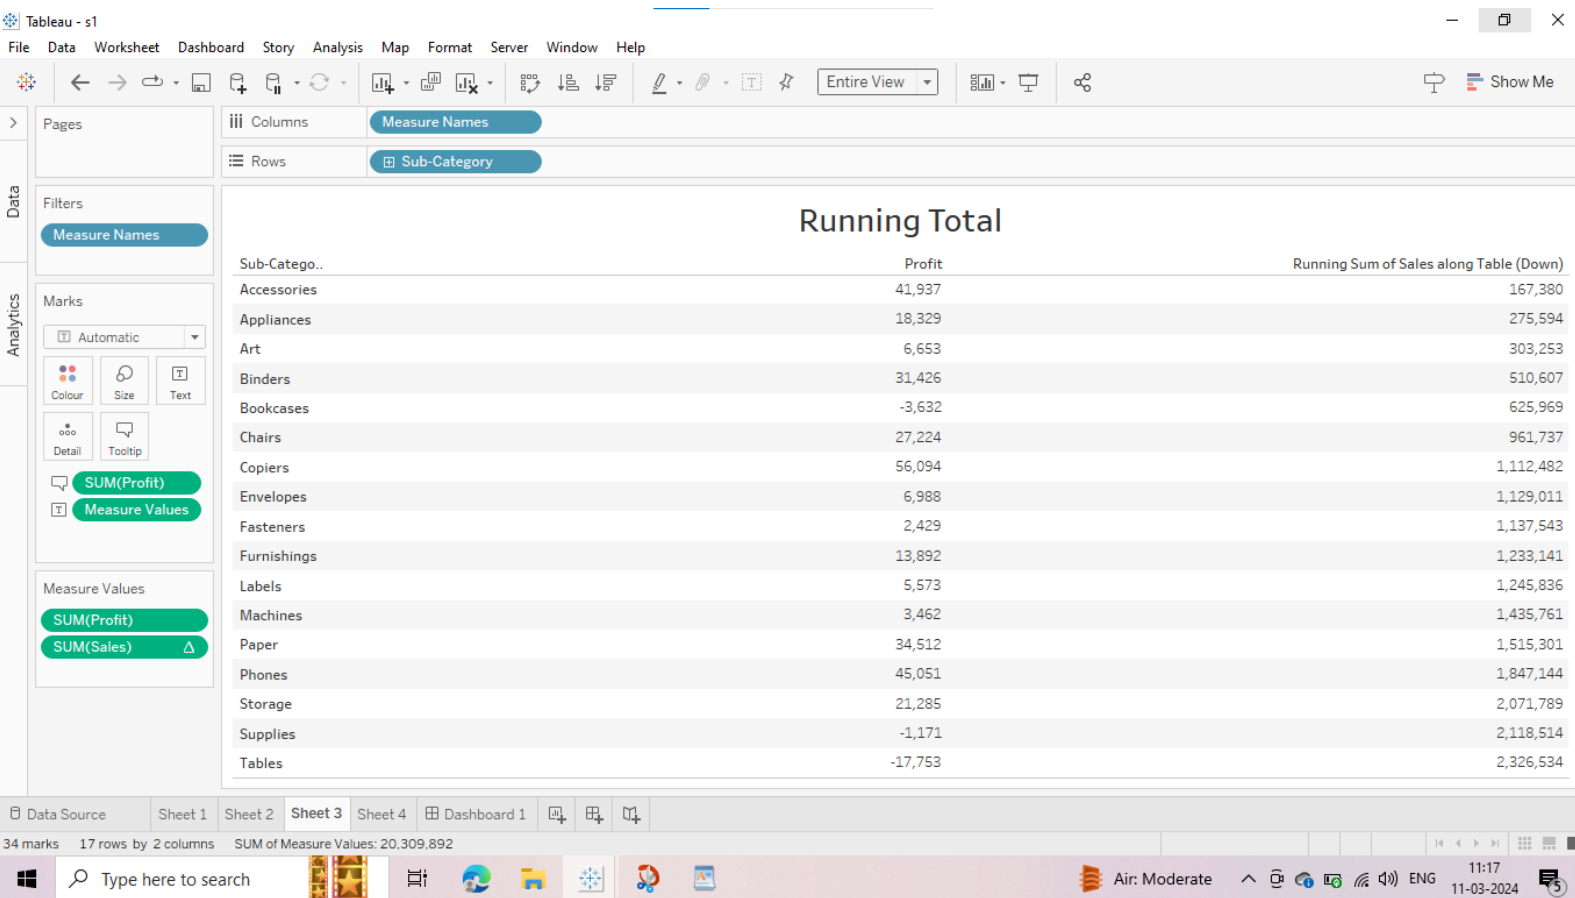 Tableau - s1
File Data Worksheet Dashboard Story Analysis Map Format Server Window Help
Entire View
Show Me
Pages
Columns Measure Names
Rows Sub-Category
Data
Analytics
Filters
Measure Names
Marks
Automatic
Colour Size Text
Detail Tooltip
SUM(Profit)
Measure Values
Measure Values
SUM(Profit)
SUM(Sales)
Running Total
Sub-Catego.. Profit Running Sum of Sales along Table (Down)
Accessories 41,937 167,380
Appliances 18,329 275,594
Art 6,653 303,253
Binders 31,426 510,607
Bookcases -3,632 625,969
Chairs 27,224 961,737
Copiers 56,094 1,112,482
Envelopes 6,988 1,129,011
Fasteners 2,429 1,137,543
Furnishings 13,892 1,233,141
Labels 5,573 1,245,836
Machines 3,462 1,435,761
Paper 34,512 1,515,301
Phones 45,051 1,847,144
Storage 21,285 2,071,789
Supplies -1,171 2,118,514
Tables -17,753 2,326,534
Data Source Sheet 1 Sheet 2 Sheet 3 Sheet 4 Dashboard 1
34 marks 17 rows by 2 columns SUM of Measure Values: 20,309,892
Type here to search
Air: Moderate
ENG
11:17
11-03-2024
5